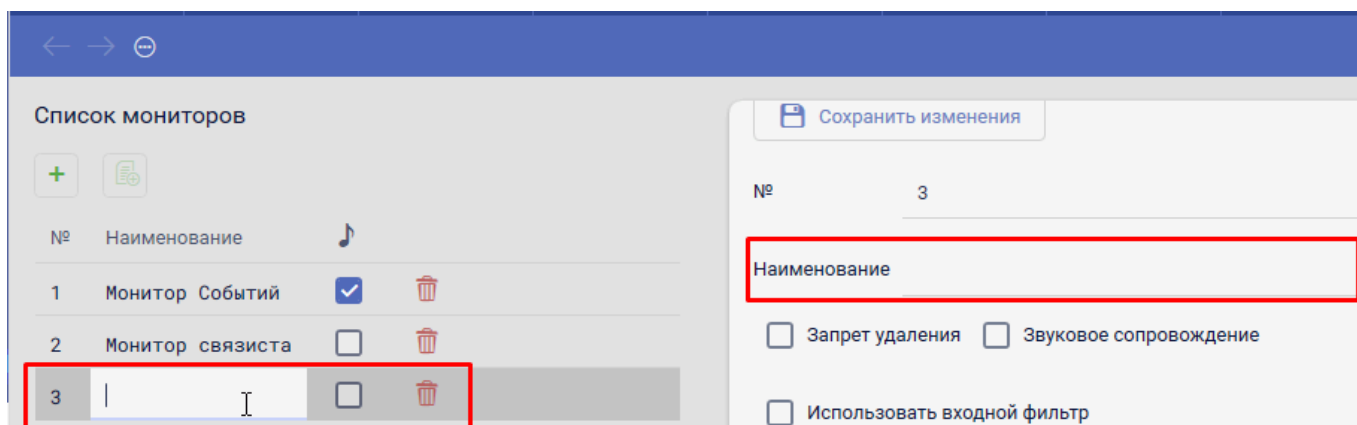 Список мониторов
+
№ Наименование
1 Монитор Событий
2 Монитор связиста
3
Сохранить изменения
№ 3
Наименование
Запрет удаления Звуковое сопровождение
Использовать входной фильтр